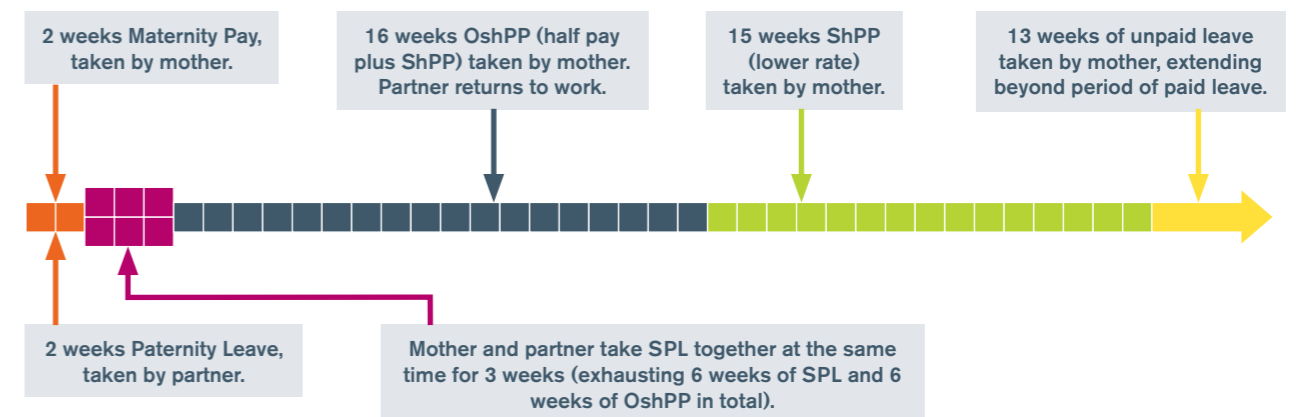 2 weeks Maternity Pay,
taken by mother.
16 weeks OshPP (half pay
plus ShPP) taken by mother.
Partner returns to work.
15 weeks ShPP
(lower rate)
taken by mother.
13 weeks of unpaid leave
taken by mother, extending
beyond period of paid leave.
2 weeks Paternity Leave,
taken by partner.
Mother and partner take SPL together at the same
time for 3 weeks (exhausting 6 weeks of SPL and 6
weeks of OshPP in total).